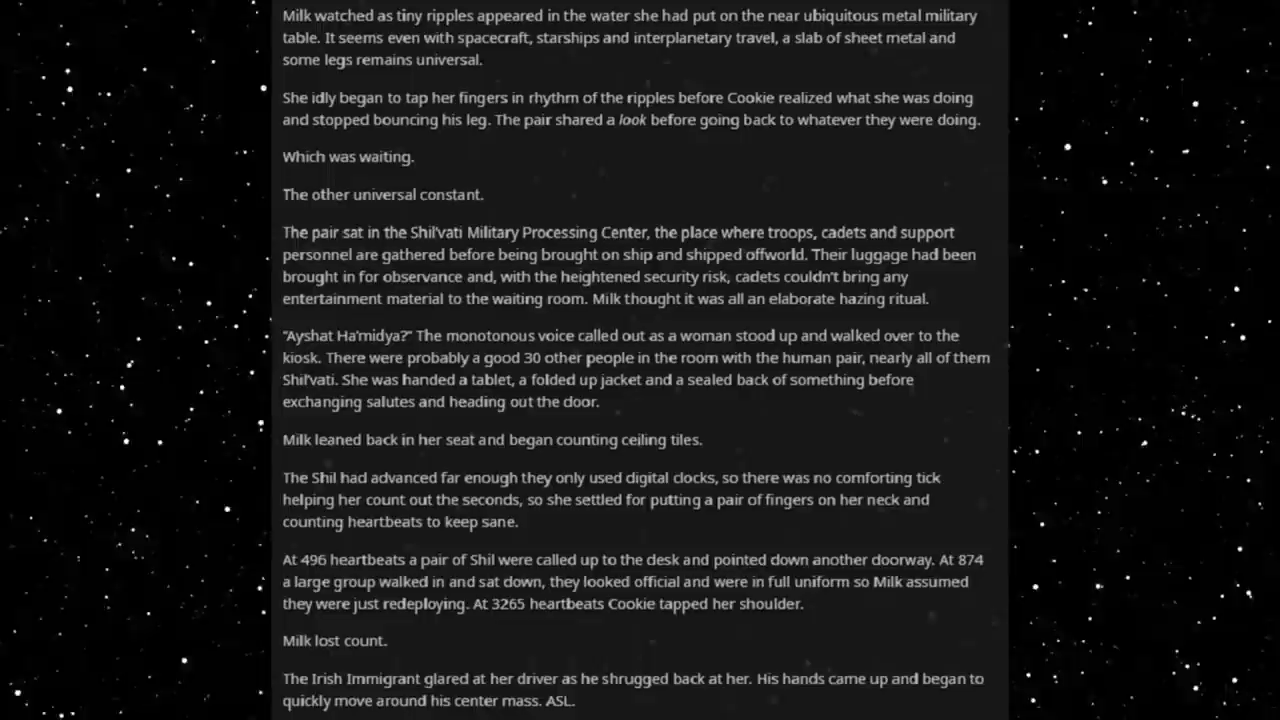 Milk watched as tiny ripples appeared in the water she had put on the near ubiquitous metal military
table. It seems even with spacecraft, starships and interplanetary travel, a slab of sheet metal and
some legs remains universal.
She idly began to tap her fingers in rhythm of the ripples before Cookie realized what she was doing
and stopped bouncing his leg. The pair shared a look before going back to whatever they were doing.
Which was waiting.
The other universal constant.
The pair sat in the Shil'vati Military Processing Center, the place where troops, cadets and support
personnel are gathered before being brought on ship and shipped offworld. Their luggage had been
brought in for observance and, with the heightened security risk, cadets couldn't bring any
entertainment material to the waiting room. Milk thought it was all an elaborate hazing ritual.
"Ayshat Ha'midya?" The monotonous voice called out as a woman stood up and walked over to the
kiosk. There were probably a good 30 other people in the room with the human pair, nearly all of them
Shil'vati. She was handed a tablet, a folded up jacket and a sealed back of something before
exchanging salutes and heading out the door.
Milk leaned back in her seat and began counting ceiling tiles.
The Shil had advanced far enough they only used digital clocks, so there was no comforting tick
helping her count out the seconds, so she settled for putting a pair of fingers on her neck and
counting heartbeats to keep sane.
At 496 heartbeats a pair of Shil were called up to the desk and pointed down another doorway. At 874
a large group walked in and sat down, they looked official and were in full uniform so Milk assumed
they were just redeploying. At 3265 heartbeats Cookie tapped her shoulder.
Milk lost count.
The Irish Immigrant glared at her driver as he shrugged back at her. His hands came up and began to
quickly move around his center mass. ASL.